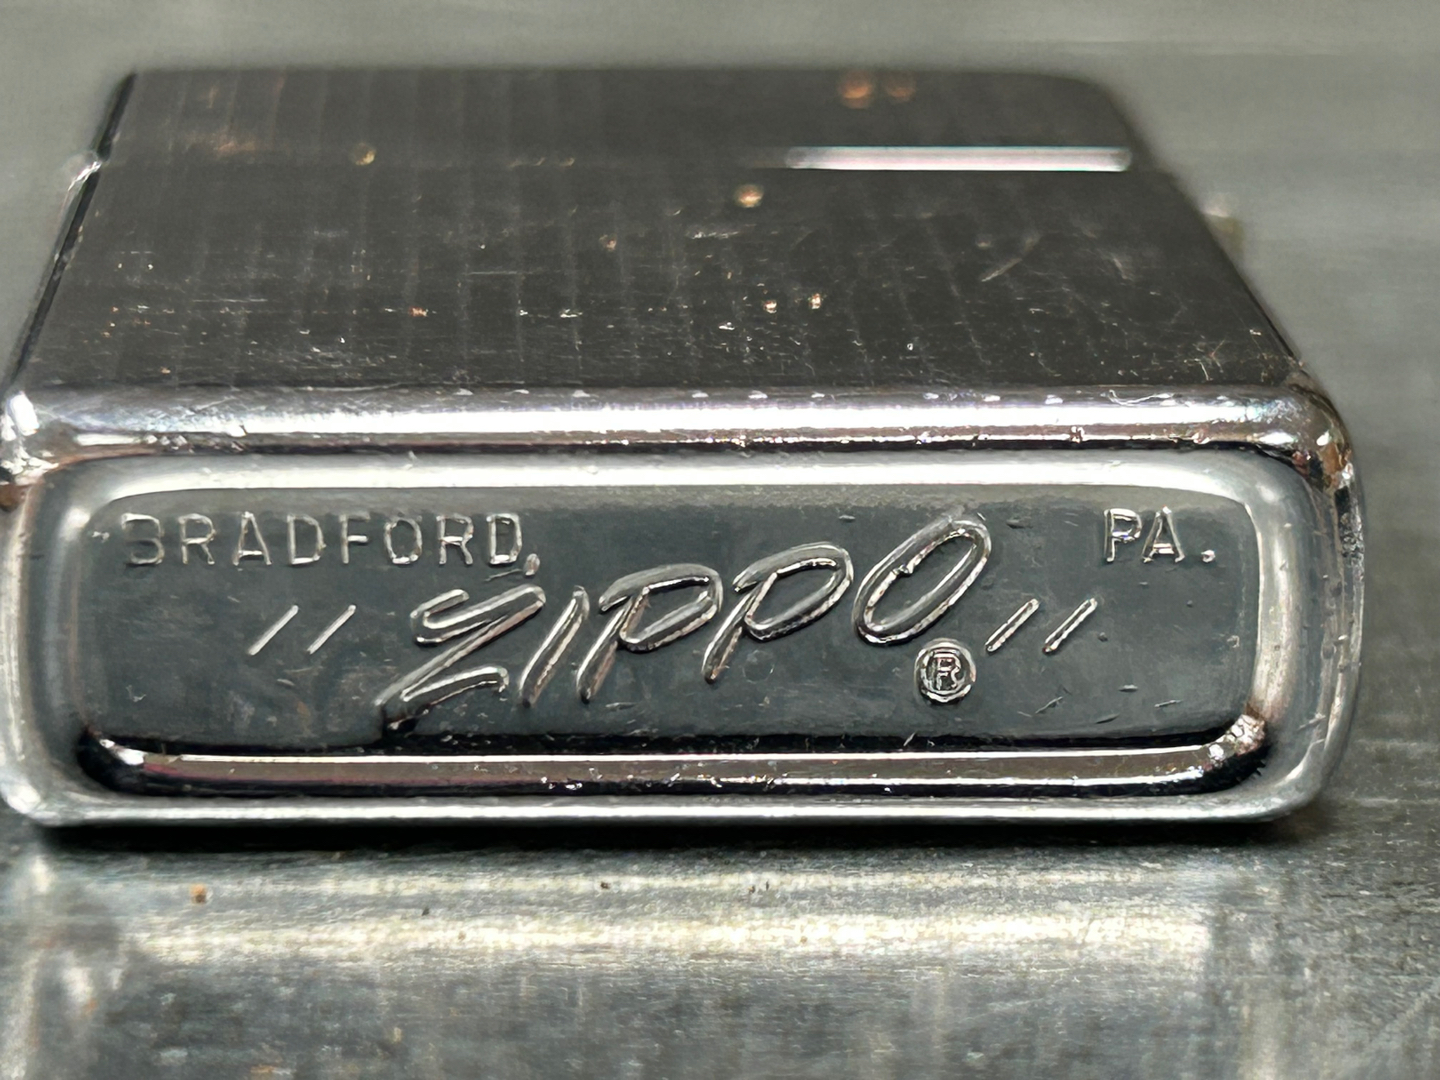 BRADFORD, PA.
" ZIPPO "
®